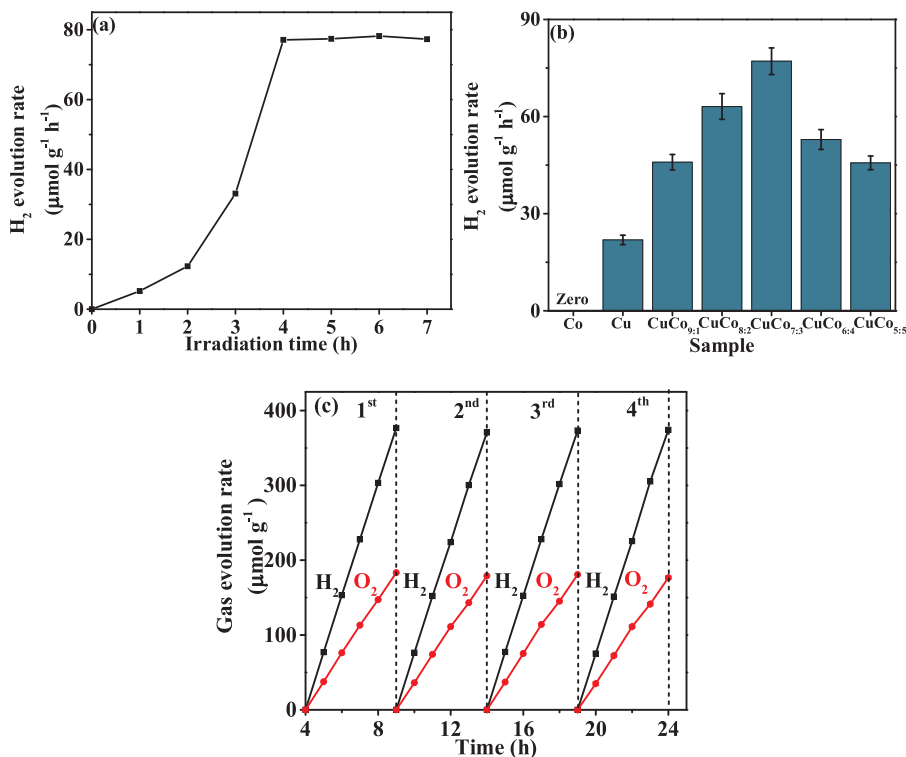 (a)
80
60
40
20
0
0 1 2 3 4 5 6 7
Irradiation time (h)
H₂ evolution rate
(μmol g⁻¹ h⁻¹)
(b)
90
60
30
0
Zero
Co Cu CuCo₉:₁ CuCo₈:₂ CuCo₇:₃ CuCo₆:₄ CuCo₅:₅
Sample
H₂ evolution rate
(μmol g⁻¹ h⁻¹)
(c)
1ˢᵗ 2ⁿᵈ 3ʳᵈ 4ᵗʰ
400
300
200
100
0
H₂ O₂ H₂ O₂ H₂ O₂ H₂ O₂
4 8 12 16 20 24
Time (h)
Gas evolution rate
(μmol g⁻¹ )